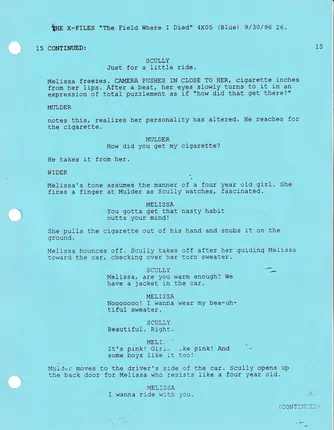 THE X-FILES "The Field Where I Died" 4X05 (Blue) 9/30/96 26.
15 CONTINUED: 15
SCULLY
Just for a little ride.
Melissa freezes. CAMERA PUSHES IN CLOSE TO HER, cigarette inches
from her lips. After a beat, her eyes slowly turns to it in an
expression of total puzzlement as if "how did that get there?"
MULDER
notes this, realizes her personality has altered. He reaches for
the cigarette.
MULDER
How did you get my cigarette?
He takes it from her.
WIDER
Melissa's tone assumes the manner of a four year old girl. She
fires a finger at Mulder as Scully watches, fascinated.
MELISSA
You gotta get that nasty habit
outta your mind!
She pulls the cigarette out of his hand and snubs it on the
ground.
Melissa bounces off. Scully takes off after her guiding Melissa
toward the car, checking over her torn sweater.
SCULLY
Melissa, are you warm enough? We
have a jacket in the car.
MELISSA
Nooooooo! I wanna wear my bea-uh-
tiful sweater.
SCULLY
Beautiful. Right.
It's pink! pink! And
some boys like it too!
Mulder moves to the driver's side of the car. Scully opens up
the back door for Melissa who resists like a four year old.
MELISSA
I wanna ride with you.
(CONTINUED)